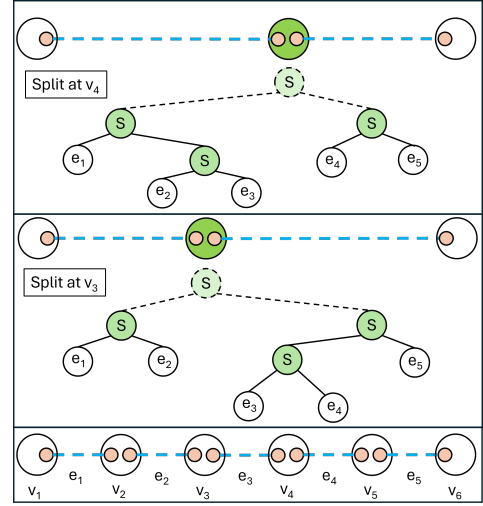 Split at v₄
S
S
S
e₁
S
e₄
e₅
e₂
e₃
Split at v₃
S
S
S
e₁
e₂
S
e₅
e₃
e₄
e₁
e₂
e₃
e₄
e₅
v₁
v₂
v₃
v₄
v₅
v₆